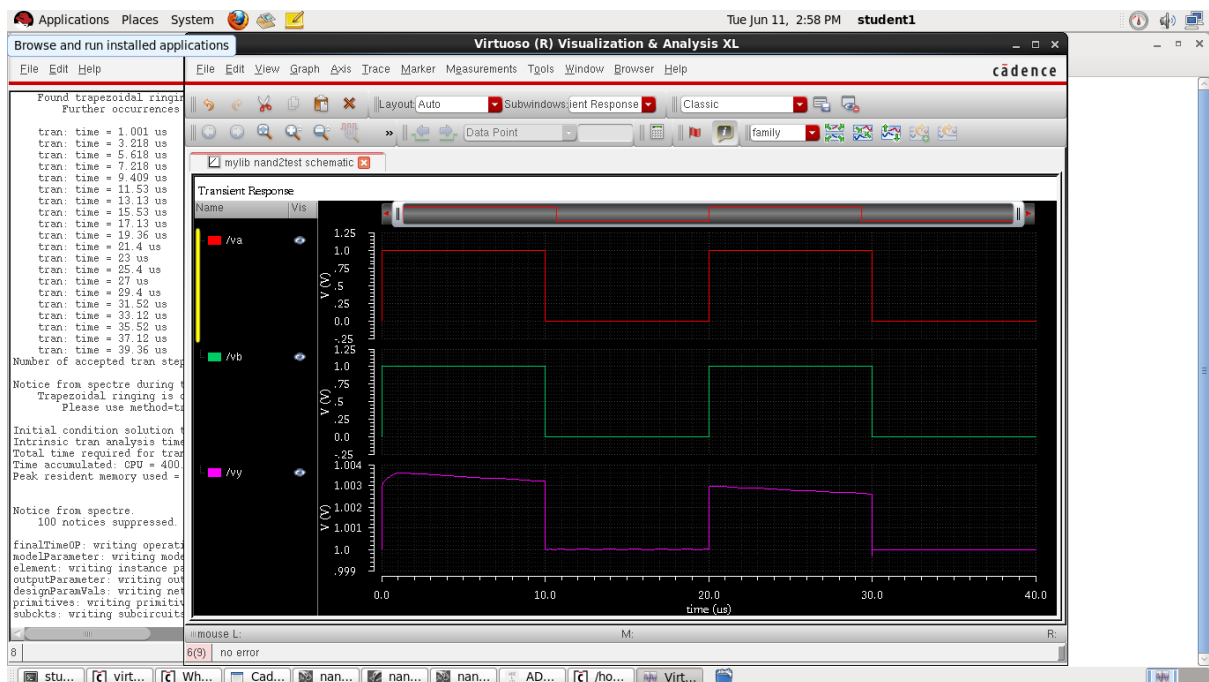 Applications Places System Tue Jun 11, 2:58 PM student1
Browse and run installed applications
Virtuoso (R) Visualization & Analysis XL
File Edit Help
File Edit View Graph Axis Trace Marker Measurements Tools Window Browser Help
cādence
Layout: Auto Subwindows: ient Response Classic
» Data Point family
mylib nand2test schematic
Found trapezoidal ringin
Further occurrences
tran: time = 1.001 us
tran: time = 3.218 us
tran: time = 5.618 us
tran: time = 7.218 us
tran: time = 9.409 us
tran: time = 11.53 us
tran: time = 13.13 us
tran: time = 15.53 us
tran: time = 17.13 us
tran: time = 19.36 us
tran: time = 21.4 us
tran: time = 23 us
tran: time = 25.4 us
tran: time = 27 us
tran: time = 29.4 us
tran: time = 31.52 us
tran: time = 33.12 us
tran: time = 35.52 us
tran: time = 37.12 us
tran: time = 39.36 us
Number of accepted tran step
Notice from spectre during t
Trapezoidal ringing is d
Please use method=tr
Initial condition solution t
Intrinsic tran analysis time
Total time required for tran
Time accumulated: CPU = 400.
Peak resident memory used =
Notice from spectre.
100 notices suppressed.
finalTimeOP: writing operati
modelParameter: writing mode
element: writing instance pa
outputParameter: writing out
designParamVals: writing net
primitives: writing primitiv
subckts: writing subcircuits
8
Transient Response
Name Vis
/va
1.25
1.0
.75
.5
.25
0.0
-.25
V (V)
/vb
1.25
1.0
.75
.5
.25
0.0
-.25
V (V)
/vy
1.004
1.003
1.002
1.001
1.0
.999
V (V)
0.0 10.0 20.0 30.0 40.0
time (us)
mouse L: M: R:
6(9) no error
stu... virt... Wh... Cad... nan... nan... nan... AD... /ho... Virt...